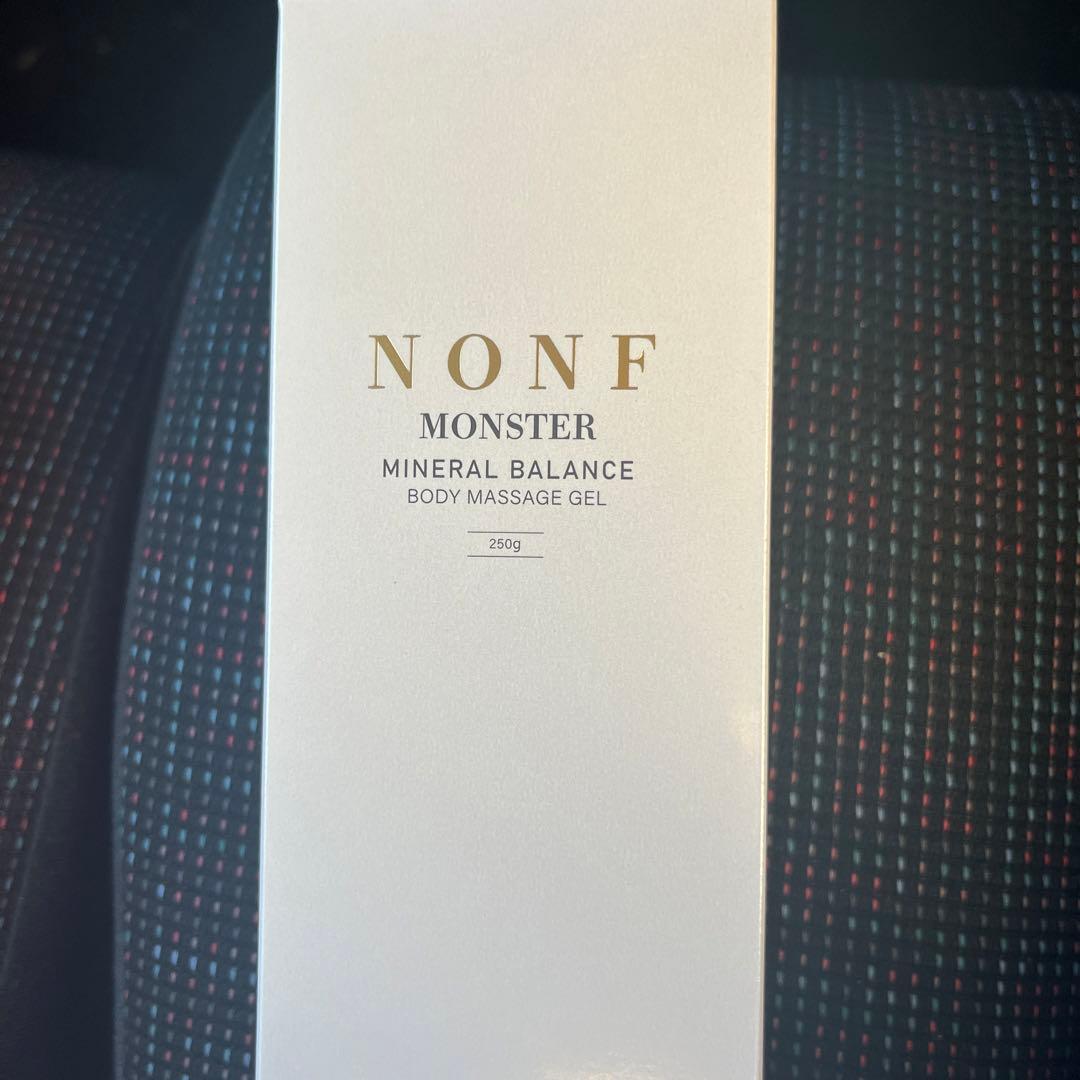 NONF
MONSTER
MINERAL BALANCE
BODY MASSAGE GEL
250g